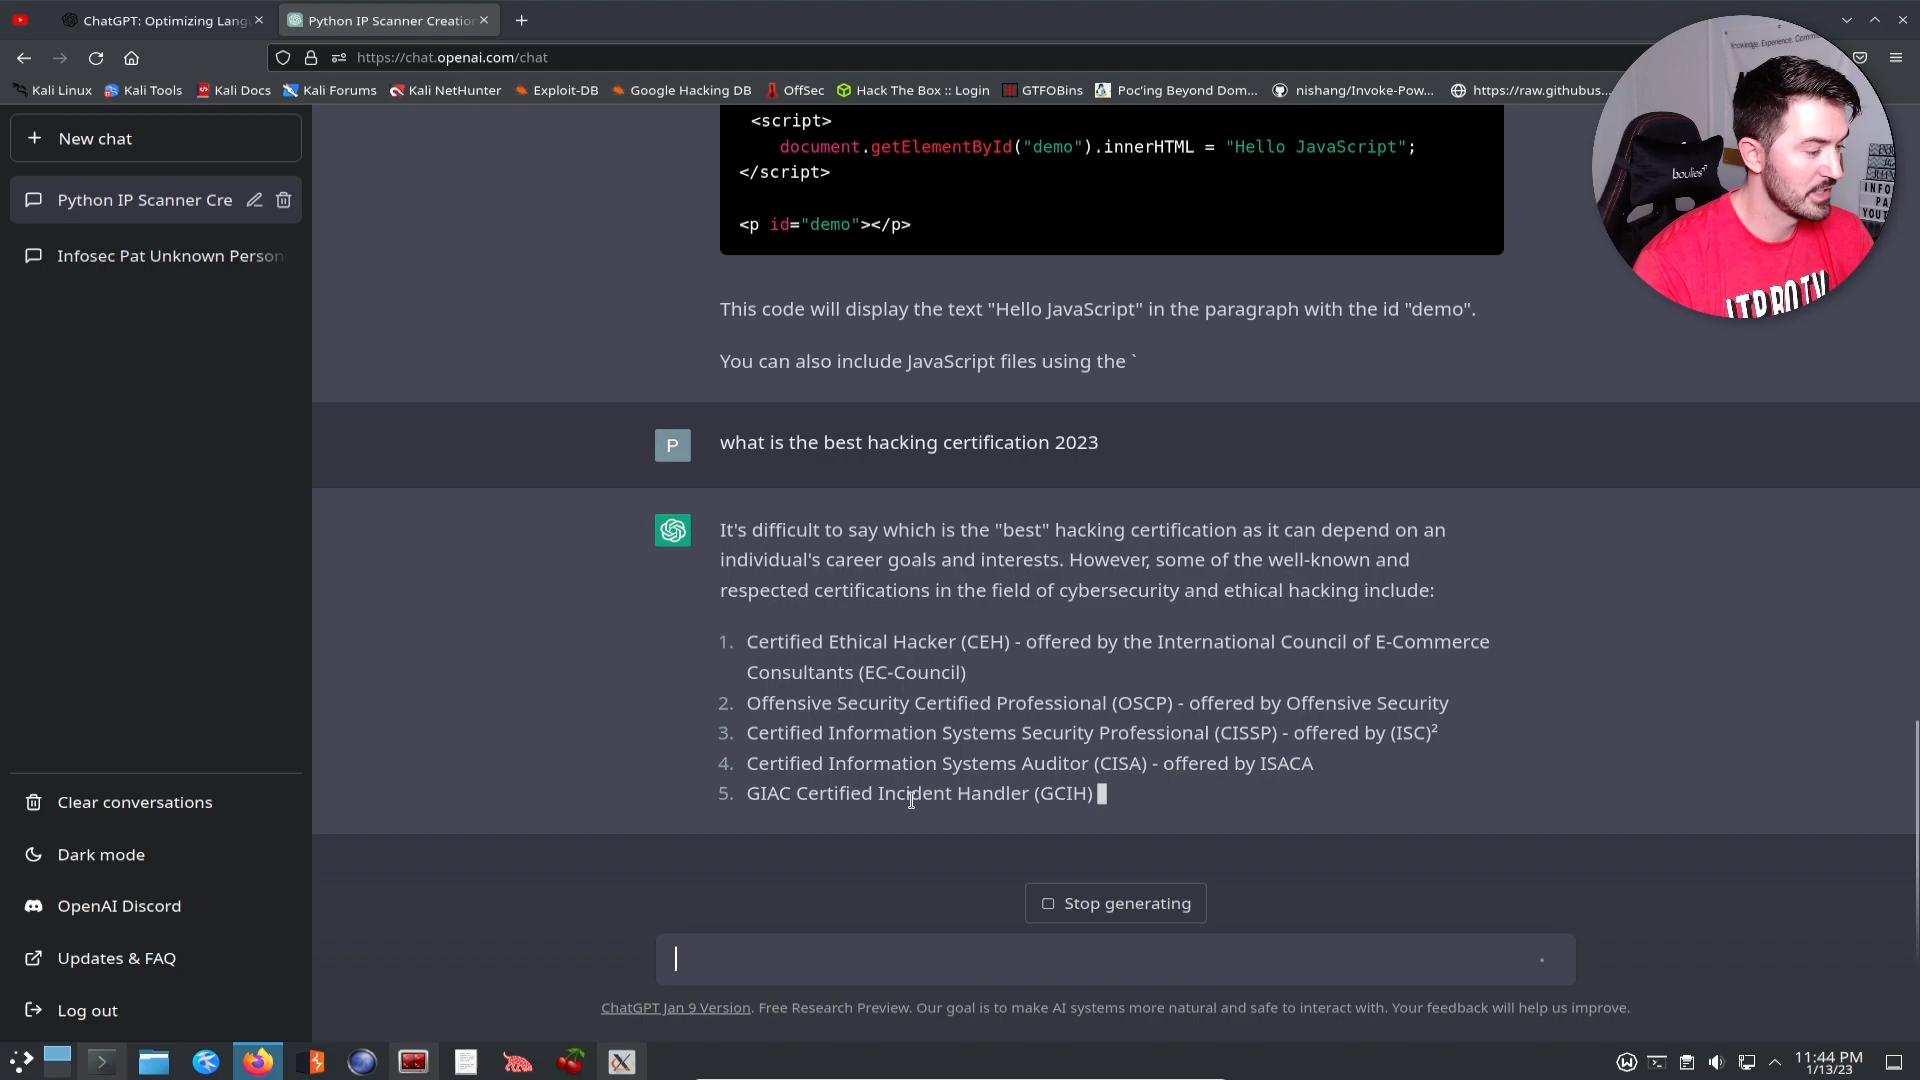 ChatGPT: Optimizing Lang
Python IP Scanner Creation
https://chat.openai.com/chat
Kali Linux
Kali Tools
Kali Docs
Kali Forums
Kali NetHunter
Exploit-DB
Google Hacking DB
OffSec
Hack The Box :: Login
GTFOBins
Poc'ing Beyond Dom...
nishang/Invoke-Pow...
https://raw.githubus...
Knowledge. Experience.
boulies
INFO
PA
YOUT
New chat
Python IP Scanner Cre
Infosec Pat Unknown Person
Clear conversations
Dark mode
OpenAI Discord
Updates & FAQ
Log out
<script>
document.getElementById("demo").innerHTML = "Hello JavaScript";
</script>
<p id="demo"></p>
This code will display the text "Hello JavaScript" in the paragraph with the id "demo".
You can also include JavaScript files using the `
P
what is the best hacking certification 2023
It's difficult to say which is the "best" hacking certification as it can depend on an
individual's career goals and interests. However, some of the well-known and
respected certifications in the field of cybersecurity and ethical hacking include:
1. Certified Ethical Hacker (CEH) - offered by the International Council of E-Commerce
Consultants (EC-Council)
2. Offensive Security Certified Professional (OSCP) - offered by Offensive Security
3. Certified Information Systems Security Professional (CISSP) - offered by (ISC)²
4. Certified Information Systems Auditor (CISA) - offered by ISACA
5. GIAC Certified Incident Handler (GCIH)
Stop generating
ChatGPT Jan 9 Version. Free Research Preview. Our goal is to make AI systems more natural and safe to interact with. Your feedback will help us improve.
11:44 PM
1/13/23